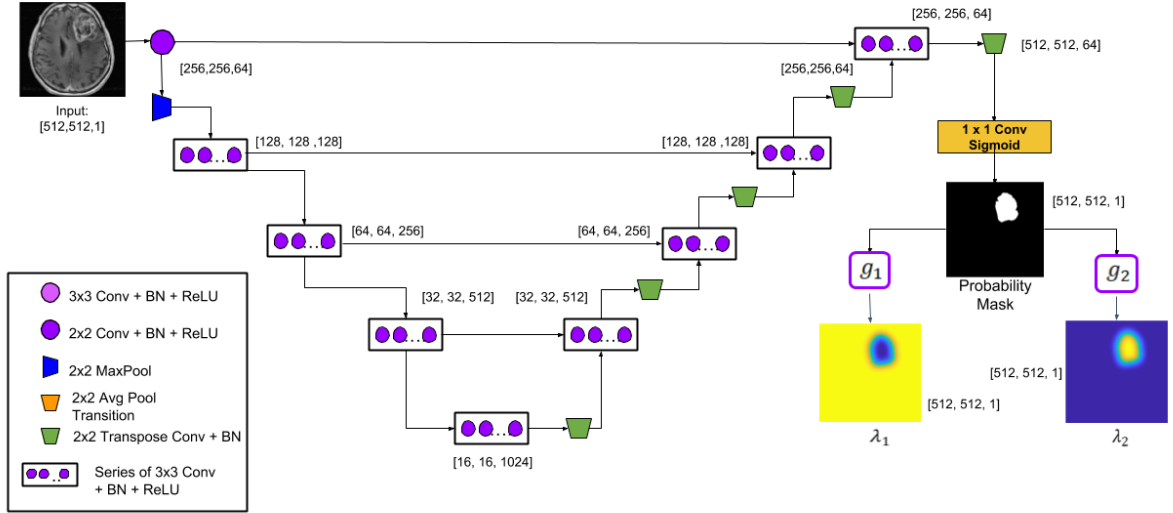 Input:
[512,512,1]
[256,256,64]
[128, 128 ,128]
[64, 64, 256]
[32, 32, 512]
[16, 16, 1024]
[32, 32, 512]
[64, 64, 256]
[128, 128 ,128]
[256,256,64]
[256, 256, 64]
[512, 512, 64]
1 x 1 Conv
Sigmoid
[512, 512, 1]
Probability
Mask
g1
g2
[512, 512, 1]
[512, 512, 1]
λ1
λ2
3x3 Conv + BN + ReLU
2x2 Conv + BN + ReLU
2x2 MaxPool
2x2 Avg Pool
Transition
2x2 Transpose Conv + BN
Series of 3x3 Conv
+ BN + ReLU